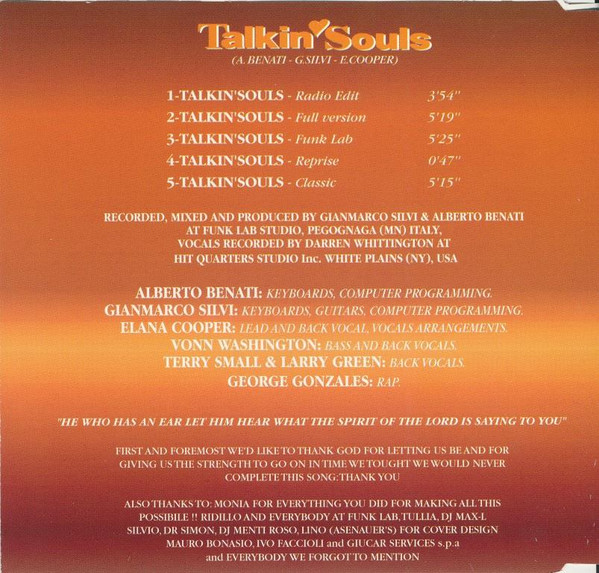 Talkin' Souls
(A. BENATI - G.SILVI - E.COOPER)
1-TALKIN'SOULS - Radio Edit 3'54"
2-TALKIN'SOULS - Full version 5'19"
3-TALKIN'SOULS - Funk Lab 5'25"
4-TALKIN'SOULS - Reprise 0'47"
5-TALKIN'SOULS - Classic 5'15"
RECORDED, MIXED AND PRODUCED BY GIANMARCO SILVI & ALBERTO BENATI
AT FUNK LAB STUDIO, PEGOGNAGA (MN) ITALY,
VOCALS RECORDED BY DARREN WHITTINGTON AT
HIT QUARTERS STUDIO Inc. WHITE PLAINS (NY), USA
ALBERTO BENATI: KEYBOARDS, COMPUTER PROGRAMMING.
GIANMARCO SILVI: KEYBOARDS, GUITARS, COMPUTER PROGRAMMING.
ELANA COOPER: LEAD AND BACK VOCAL, VOCALS ARRANGEMENTS.
VONN WASHINGTON: BASS AND BACK VOCALS.
TERRY SMALL & LARRY GREEN: BACK VOCALS.
GEORGE GONZALES: RAP.
"HE WHO HAS AN EAR LET HIM HEAR WHAT THE SPIRIT OF THE LORD IS SAYING TO YOU"
FIRST AND FOREMOST WE'D LIKE TO THANK GOD FOR LETTING US BE AND FOR
GIVING US THE STRENGTH TO GO ON IN TIME WE TOUGHT WE WOULD NEVER
COMPLETE THIS SONG: THANK YOU
ALSO THANKS TO: MONIA FOR EVERYTHING YOU DID FOR MAKING ALL THIS
POSSIBILE !! RIDILLO AND EVERYBODY AT FUNK LAB, TULLIA, DJ MAX-L
SILVIO, DR SIMON, DJ MENTI ROSO, LINO (ASENAUER'S) FOR COVER DESIGN
MAURO BONASIO, IVO FACCIOLI and GIUCAR SERVICES s.p.a
and EVERYBODY WE FORGOT TO MENTION